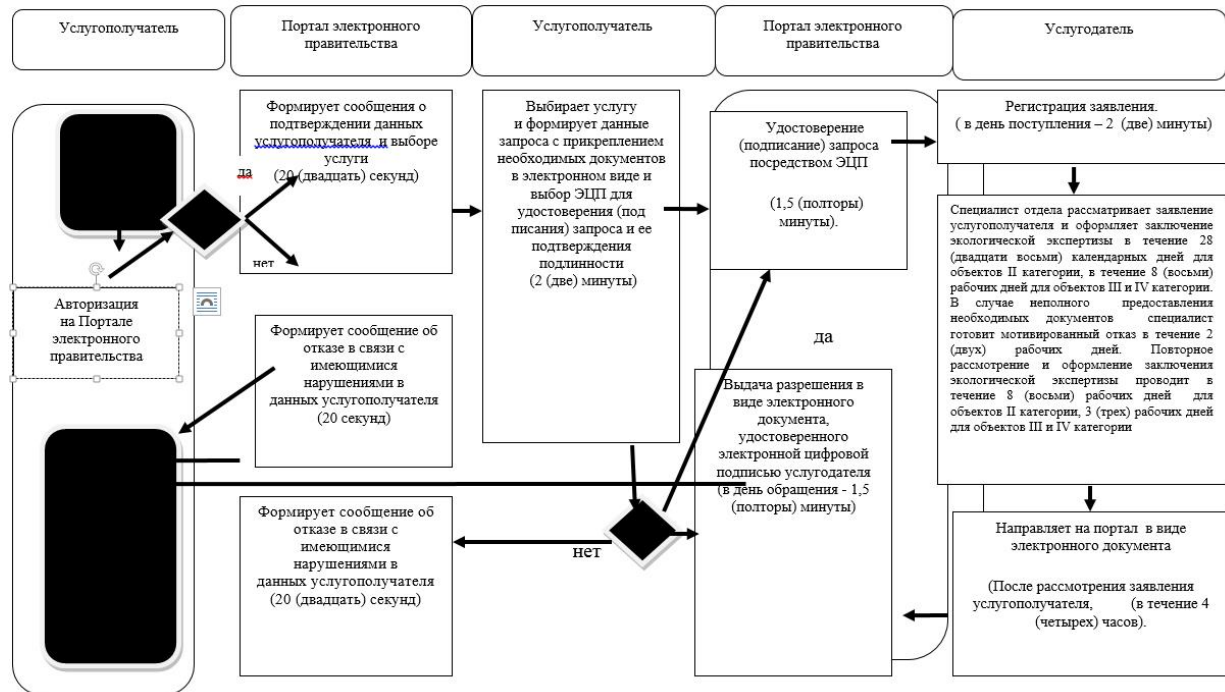 Услугополучатель
Портал электронного
правительства
Услугополучатель
Портал электронного
правительства
Услугодатель
Формирует сообщения о
подтверждении данных
услугополучателя и выборе
услуги
(20 (двадцать) секунд)
да
нет
Авторизация
на Портале
электронного
правительства
Формирует сообщение об
отказе в связи с
имеющимися
нарушениями в
данных услугополучателя
(20 секунд)
Формирует сообщение об
отказе в связи с
имеющимися
нарушениями в
данных услугополучателя
(20 (двадцать) секунд)
Выбирает услугу
и формирует данные
запроса с прикреплением
необходимых документов
в электронном виде и
выбор ЭЦП для
удостоверения (под
писания) запроса и ее
подтверждения
подлинности
(2 (две) минуты)
нет
Удостоверение
(подписание) запроса
посредством ЭЦП
(1,5 (полторы)
минуты).
да
Выдача разрешения в
виде электронного
документа,
удостоверенного
электронной цифровой
подписью услугодателя
(в день обращения - 1,5
(полторы) минуты)
Регистрация заявления.
( в день поступления – 2 (две) минуты)
Специалист отдела рассматривает заявление
услугополучателя и оформляет заключение
экологической экспертизы в течение 28
(двадцати восьми) календарных дней для
объектов II категории, в течение 8 (восьми)
рабочих дней для объектов III и IV категории.
В случае неполного предоставления
необходимых документов специалист
готовит мотивированный отказ в течение 2
(двух) рабочих дней. Повторное
рассмотрение и оформление заключения
экологической экспертизы проводит в
течение 8 (восьми) рабочих дней для
объектов II категории, 3 (трех) рабочих дней
для объектов III и IV категории
Направляет на портал в виде
электронного документа
(После рассмотрения заявления
услугополучателя, (в течение 4
(четырех) часов).